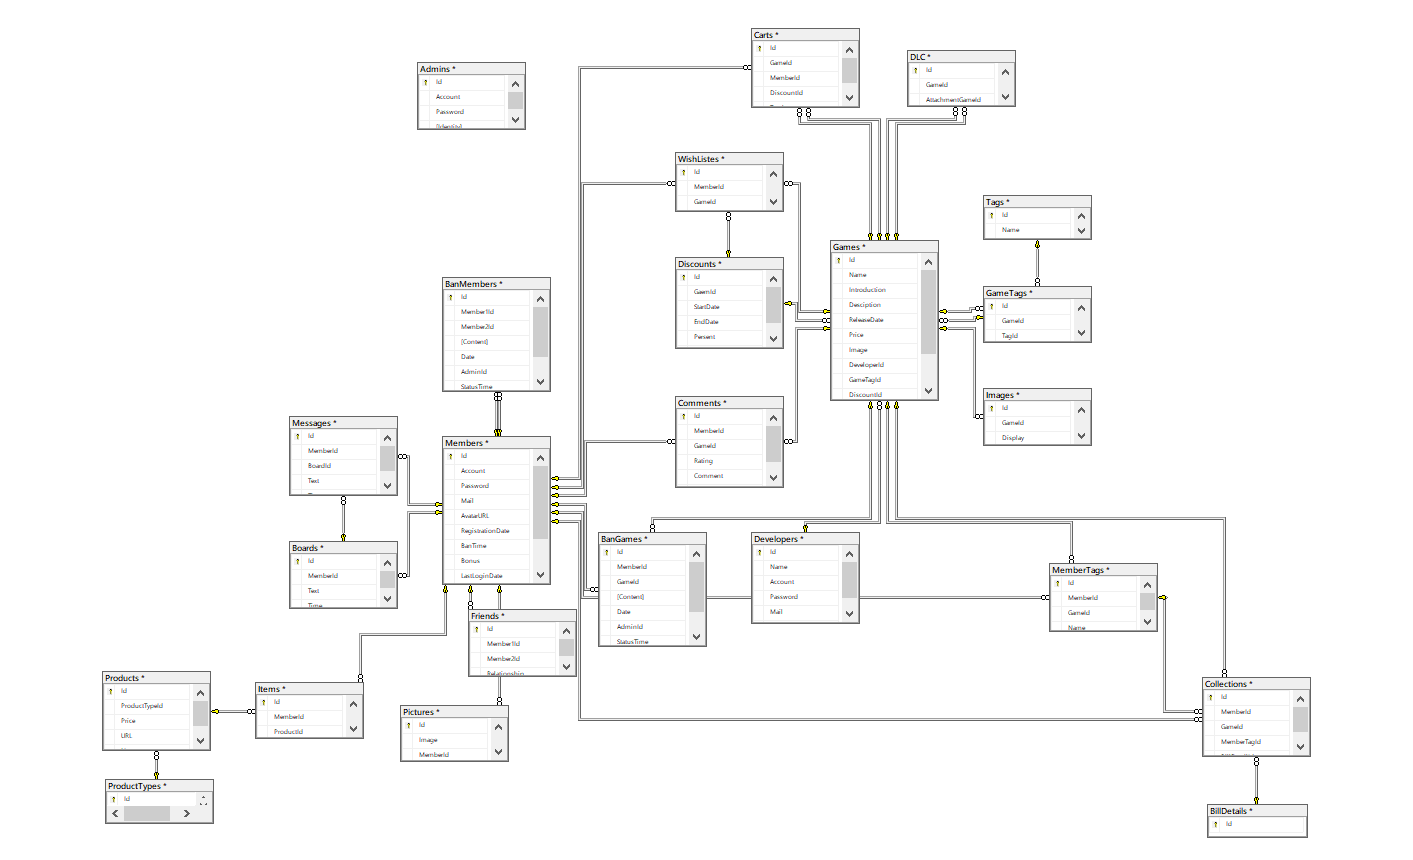 Carts *
Id
GameId
MemberId
DiscountId
DLC *
Id
GameId
AttachmentGameId
Admins *
Id
Account
Password
[Identity]
WishListes *
Id
MemberId
GameId
Tags *
Id
Name
Games *
Id
Name
Introduction
Desciption
ReleaseDate
Price
Image
DeveloperId
GameTagId
DiscountId
Discounts *
Id
GaemId
StartDate
EndDate
Persent
BanMembers *
Id
Member1Id
Member2Id
[Content]
Date
AdminId
StatusTime
GameTags *
Id
GameId
TagId
Images *
Id
GameId
Display
Comments *
Id
MemberId
GameId
Rating
Comment
Messages *
Id
MemberId
BoardId
Text
Members *
Id
Account
Password
Mail
AvatarURL
RegistrationDate
BanTime
Bonus
LastLoginDate
Boards *
Id
MemberId
Text
Time
BanGames *
Id
MemberId
GameId
[Content]
Date
AdminId
StatusTime
Developers *
Id
Name
Account
Password
Mail
MemberTags *
Id
MemberId
GameId
Name
Friends *
Id
Member1Id
Member2Id
Relationship
Products *
Id
ProductTypeId
Price
URL
Items *
Id
MemberId
ProductId
Pictures *
Id
Image
MemberId
Collections *
Id
MemberId
GameId
MemberTagId
ProductTypes *
Id
BillDetails *
Id